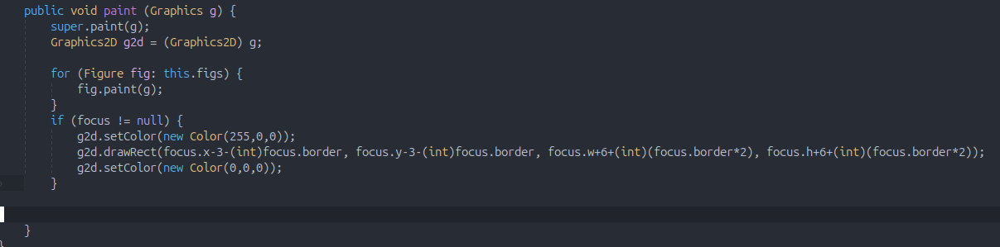 public void paint (Graphics g) {
    super.paint(g);
    Graphics2D g2d = (Graphics2D) g;

    for (Figure fig: this.figs) {
        fig.paint(g);
    }
    if (focus != null) {
        g2d.setColor(new Color(255,0,0));
        g2d.drawRect(focus.x-3-(int)focus.border, focus.y-3-(int)focus.border, focus.w+6+(int)(focus.border*2), focus.h+6+(int)(focus.border*2));
        g2d.setColor(new Color(0,0,0));
    }

}
}